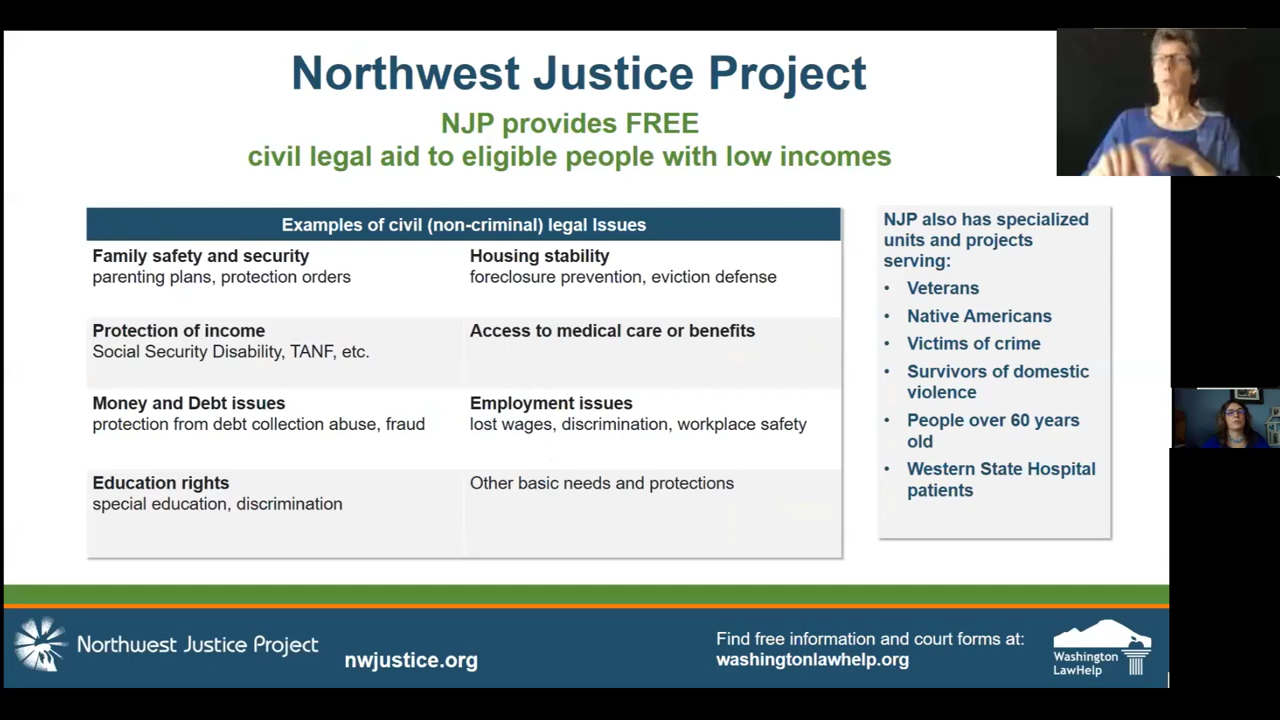 Northwest Justice Project
NJP provides FREE
civil legal aid to eligible people with low incomes
Examples of civil (non-criminal) legal Issues
Family safety and security
parenting plans, protection orders
Housing stability
foreclosure prevention, eviction defense
Protection of income
Social Security Disability, TANF, etc.
Access to medical care or benefits
Money and Debt issues
protection from debt collection abuse, fraud
Employment issues
lost wages, discrimination, workplace safety
Education rights
special education, discrimination
Other basic needs and protections
NJP also has specialized
units and projects
serving:
• Veterans
• Native Americans
• Victims of crime
• Survivors of domestic
violence
• People over 60 years
old
• Western State Hospital
patients
Northwest Justice Project
nwjustice.org
Find free information and court forms at:
washingtonlawhelp.org
Washington
LawHelp